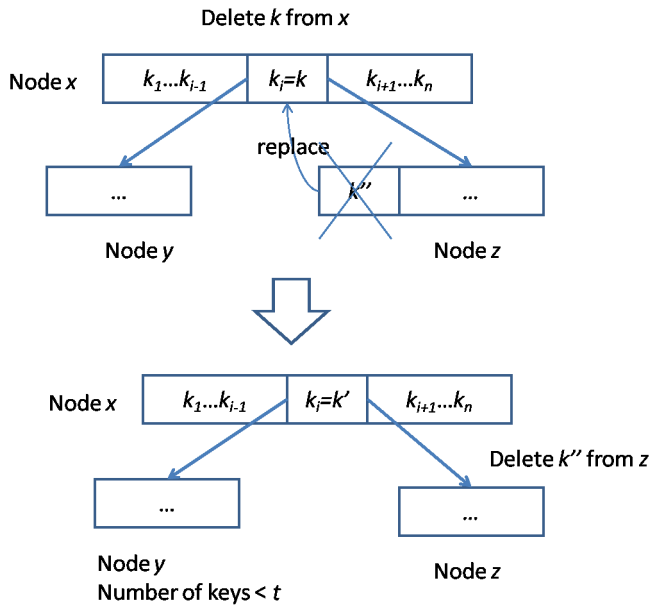 Delete k from x
Node x
k1...ki-1 ki=k ki+1...kn
replace
... k'' ...
Node y Node z
Node x
k1...ki-1 ki=k' ki+1...kn
Delete k'' from z
... ...
Node y
Number of keys < t
Node z